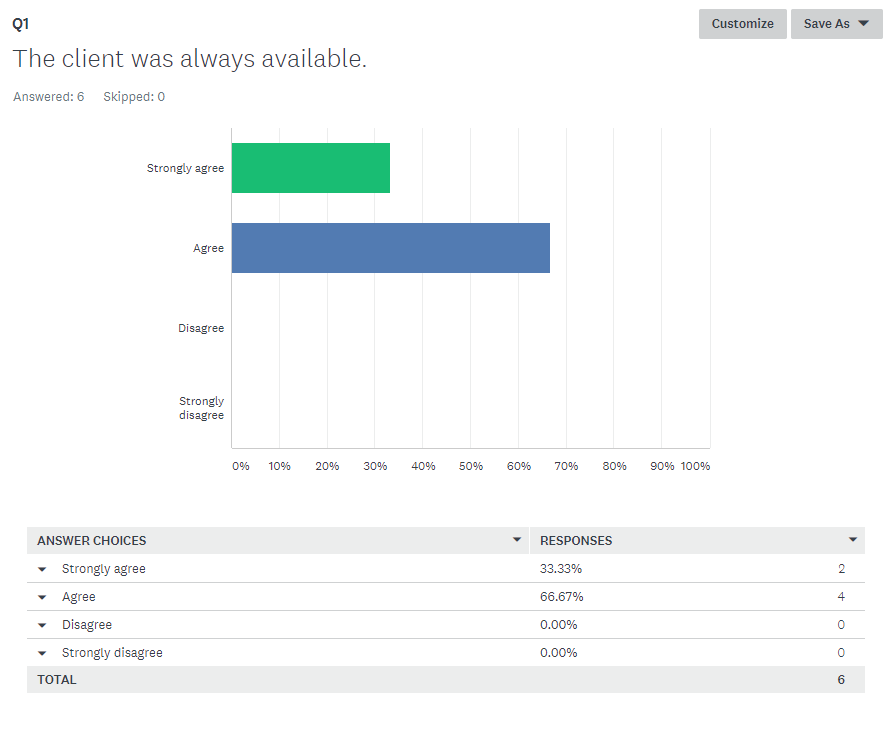 Q1
Customize Save As
The client was always available.
Answered: 6 Skipped: 0
Strongly agree
Agree
Disagree
Strongly
disagree
0% 10% 20% 30% 40% 50% 60% 70% 80% 90% 100%
ANSWER CHOICES RESPONSES
Strongly agree 33.33% 2
Agree 66.67% 4
Disagree 0.00% 0
Strongly disagree 0.00% 0
TOTAL 6